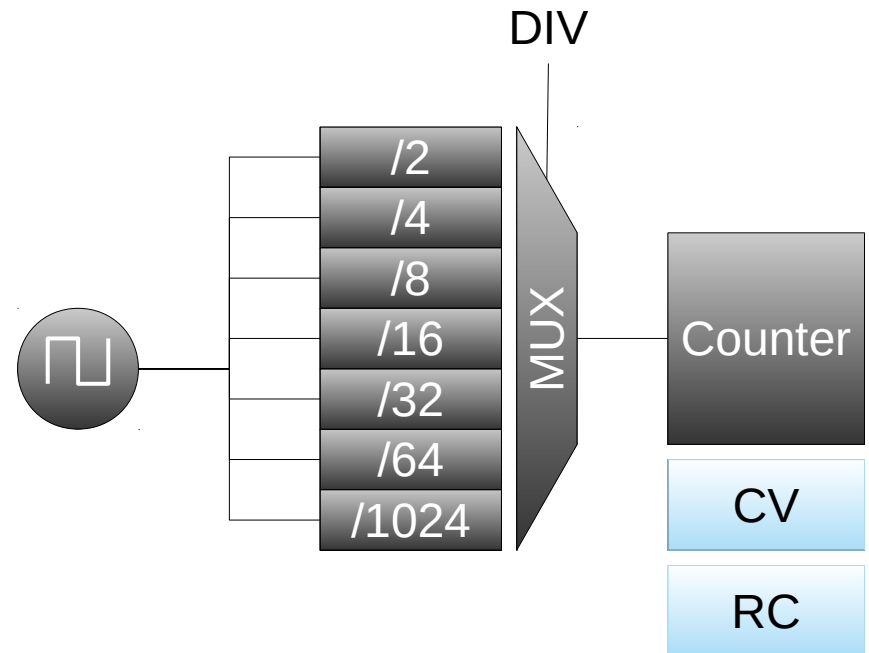 DIV
/2
/4
/8
/16
/32
/64
/1024
MUX
Counter
CV
RC